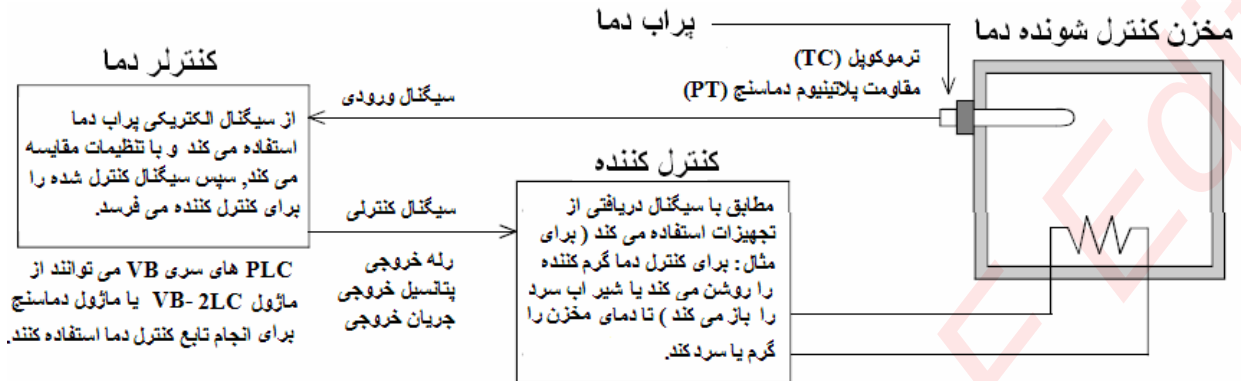 پراب دما
مخزن کنترل شونده دما
ترموکوپل (TC)
مقاومت پلاتینیوم دماسنج (PT)
کنترلر دما
از سیگنال الکتریکی پراب دما
استفاده می کند و با تنظیمات مقایسه
می کند, سپس سیگنال کنترل شده را
برای کنترل کننده می فرسد.
سیگنال ورودی
سیگنال کنترلی
رله خروجی
پتانسیل خروجی
جریان خروجی
PLC های سری VB می توانند از
ماژول VB- 2LC یا ماژول دماسنج
برای انجام تابع کنترل دما استفاده کنند.
کنترل کننده
مطابق با سیگنال دریافتی از
تجهیزات استفاده می کند ( برای
مثال: برای کنترل دما گرم کننده
را روشن می کند یا شیر اب سرد
را باز می کند ) تا دمای مخزن را
گرم یا سرد کند.